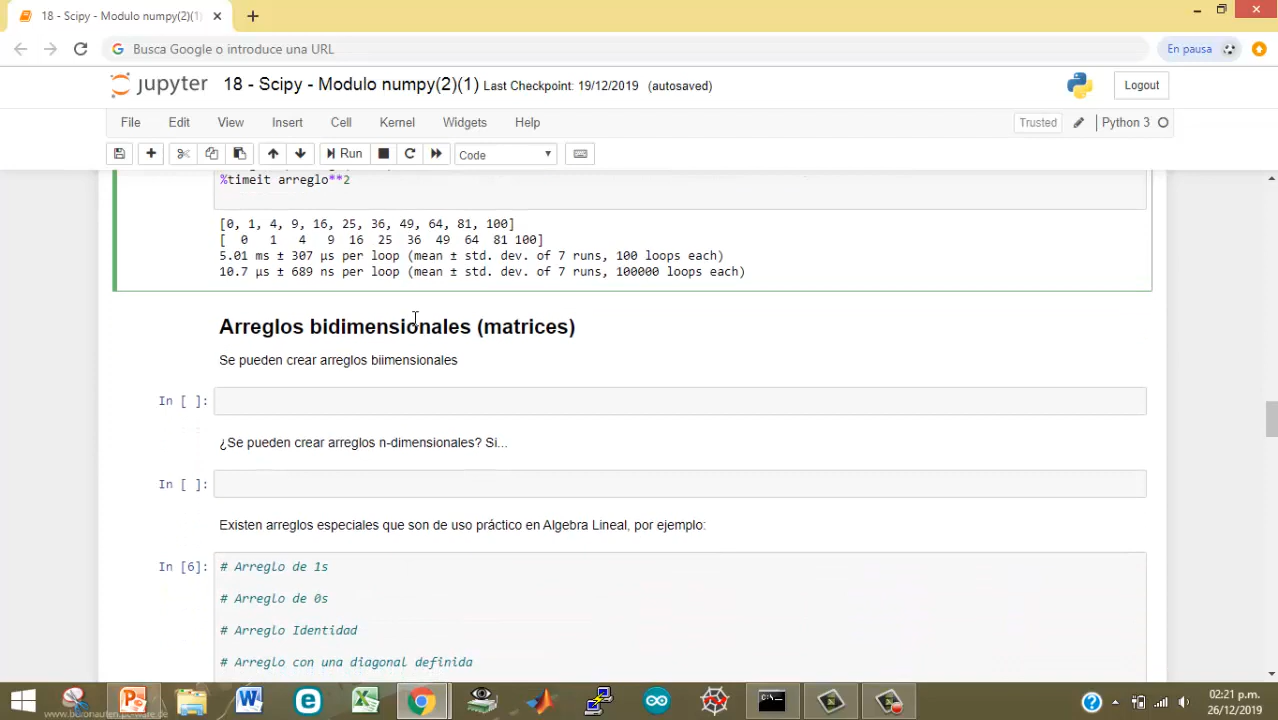 18 - Scipy - Modulo numpy(2)(1)
Busca Google o introduce una URL
En pausa
jupyter
18 - Scipy - Modulo numpy(2)(1) Last Checkpoint: 19/12/2019 (autosaved)
Logout
File Edit View Insert Cell Kernel Widgets Help
Trusted
Python 3
Run
Code
%timeit arreglo**2
[0, 1, 4, 9, 16, 25, 36, 49, 64, 81, 100]
[ 0 1 4 9 16 25 36 49 64 81 100]
5.01 ms ± 307 µs per loop (mean ± std. dev. of 7 runs, 100 loops each)
10.7 µs ± 689 ns per loop (mean ± std. dev. of 7 runs, 100000 loops each)
Arreglos bidimensionales (matrices)
Se pueden crear arreglos biimensionales
In [ ]:
¿Se pueden crear arreglos n-dimensionales? Si...
In [ ]:
Existen arreglos especiales que son de uso práctico en Algebra Lineal, por ejemplo:
In [6]:
# Arreglo de 1s
# Arreglo de 0s
# Arreglo Identidad
# Arreglo con una diagonal definida
02:21 p.m.
26/12/2019